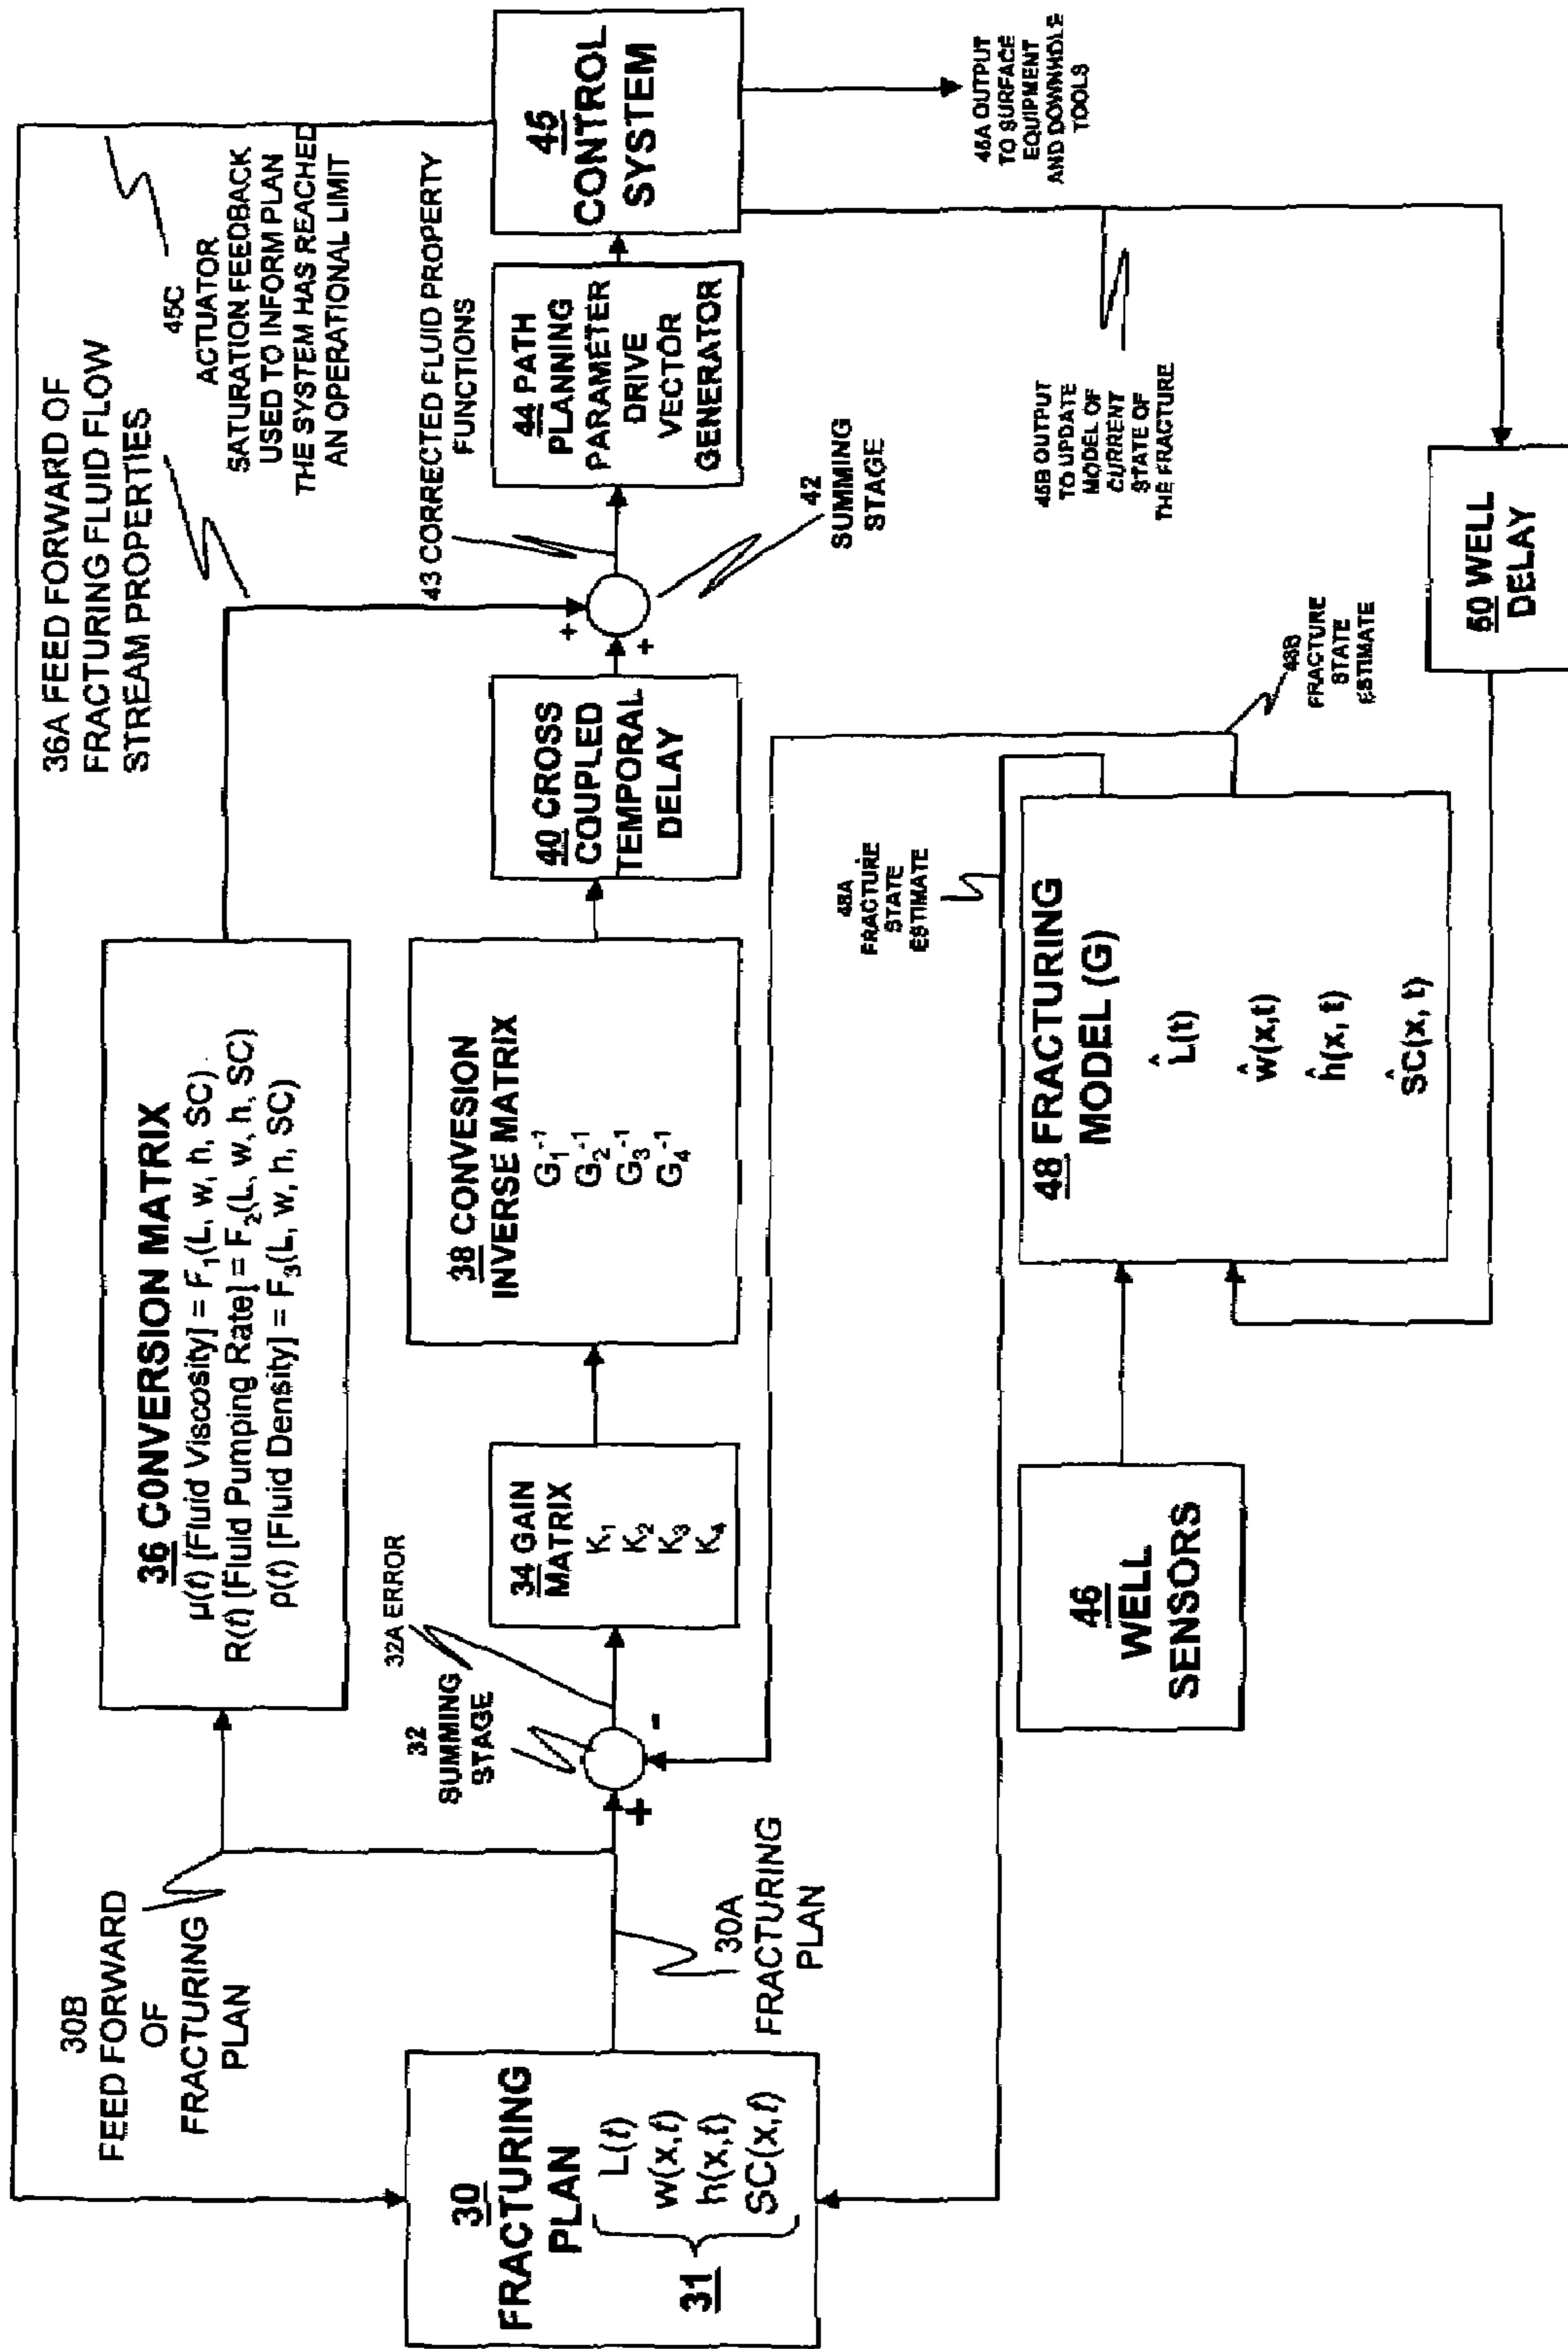 36A FEED FORWARD OF
FRACTURING FLUID FLOW
STREAM PROPERTIES
45C
ACTUATOR
SATURATION FEEDBACK
USED TO INFORM PLAN
THE SYSTEM HAS REACHED
AN OPERATIONAL LIMIT
30B
FEED FORWARD
OF
FRACTURING
PLAN
36 CONVERSION MATRIX
μ(t) [Fluid Viscosity] = F₁(L, w, h, SC)
R(t) [Fluid Pumping Rate] = F₂(L, w, h, SC)
ρ(t) [Fluid Density] = F₃(L, w, h, SC)
30
FRACTURING
PLAN
31
L(t)
w(x,t)
h(x,t)
SC(x,t)
30A
FRACTURING
PLAN
32
SUMMING
STAGE
+
-
32A ERROR
34 GAIN
MATRIX
K₁
K₂
K₃
K₄
38 CONVESION
INVERSE MATRIX
G₁⁻¹
G₂⁻¹
G₃⁻¹
G₄⁻¹
40 CROSS
COUPLED
TEMPORAL
DELAY
+
+
42
SUMMING
STAGE
43 CORRECTED FLUID PROPERTY
FUNCTIONS
44 PATH
PLANNING
PARAMETER
DRIVE
VECTOR
GENERATOR
45
CONTROL
SYSTEM
45A OUTPUT
TO SURFACE
EQUIPMENT
AND DOWNHOLE
TOOLS
45B OUTPUT
TO UPDATE
MODEL OF
CURRENT
STATE OF
THE FRACTURE
48A
FRACTURE
STATE
ESTIMATE
48B
FRACTURE
STATE
ESTIMATE
46
WELL
SENSORS
48 FRACTURING
MODEL (G)
L̂(t)
ŵ(x,t)
ĥ(x, t)
ŜC(x, t)
50 WELL
DELAY